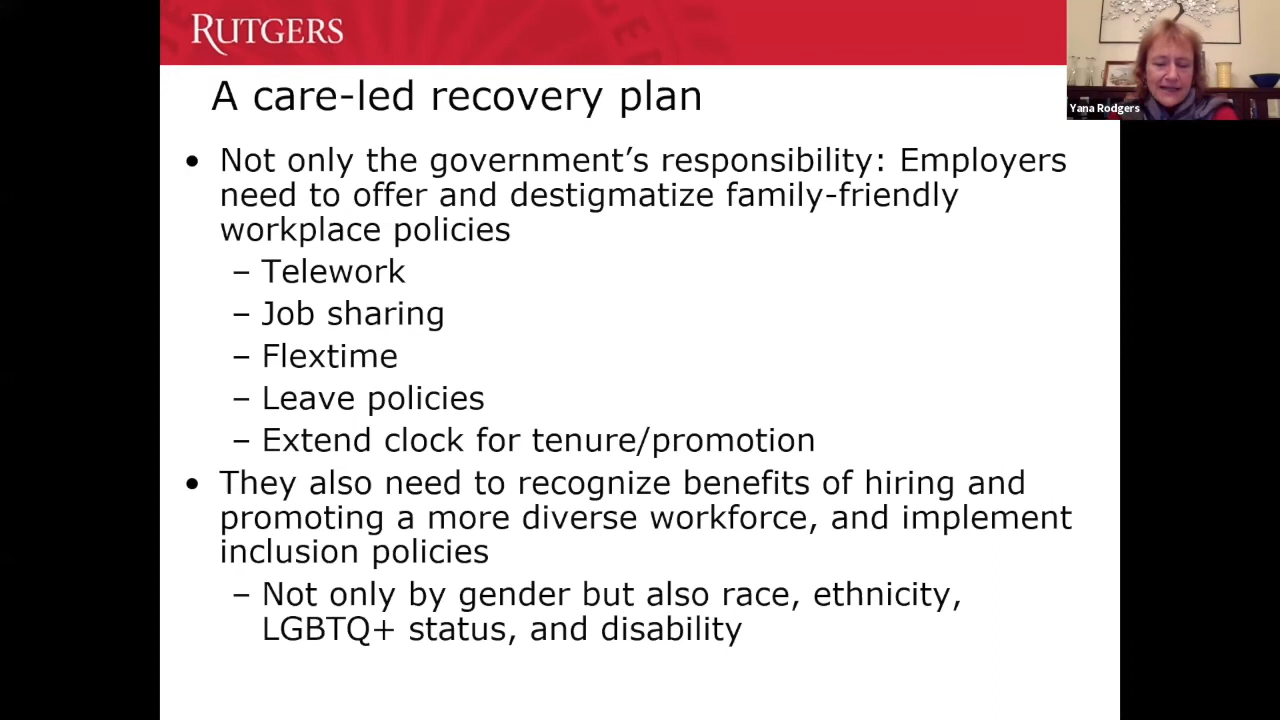 RUTGERS
Yana Rodgers
A care-led recovery plan
• Not only the government’s responsibility: Employers
need to offer and destigmatize family-friendly
workplace policies
– Telework
– Job sharing
– Flextime
– Leave policies
– Extend clock for tenure/promotion
• They also need to recognize benefits of hiring and
promoting a more diverse workforce, and implement
inclusion policies
– Not only by gender but also race, ethnicity,
LGBTQ+ status, and disability